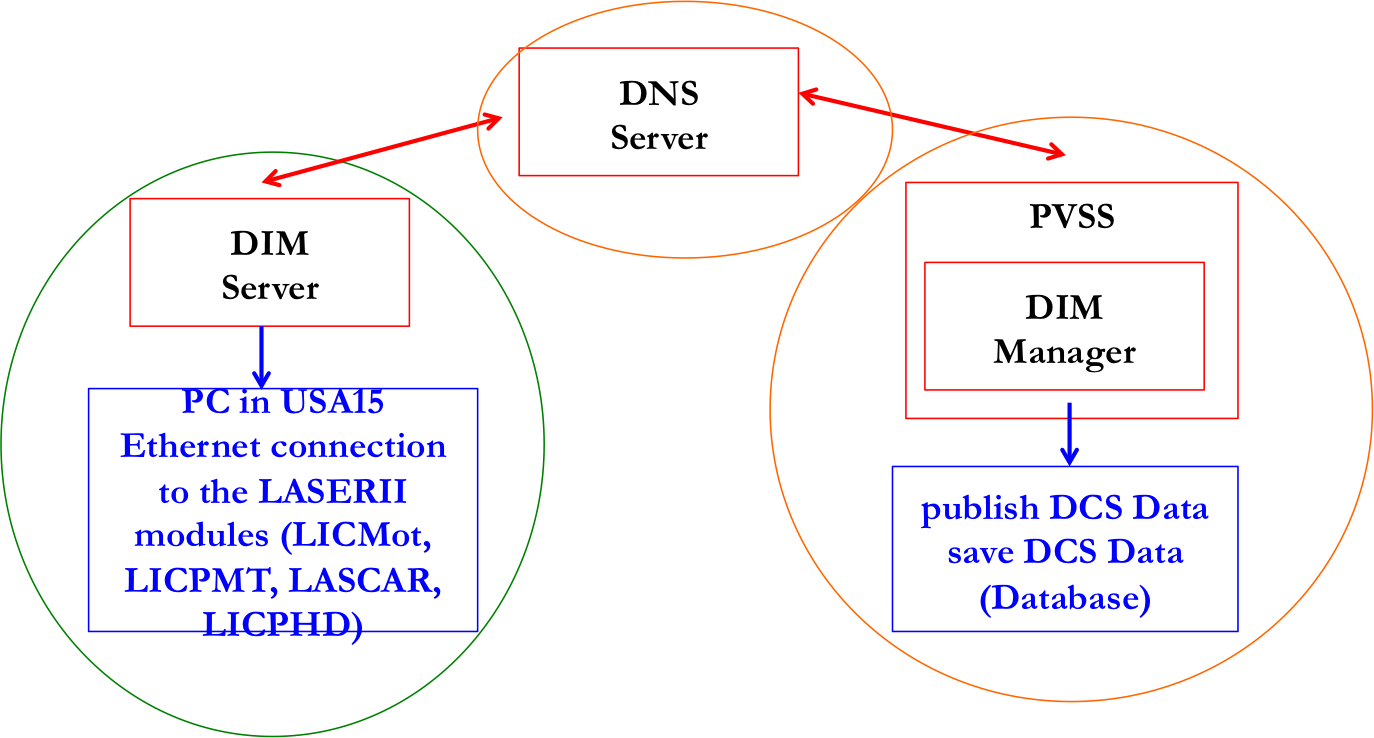 DNS
Server
DIM
Server
PC in USA15
Ethernet connection
to the LASERII
modules (LICMot,
LICPMT, LASCAR,
LICPHD)
PVSS
DIM
Manager
publish DCS Data
save DCS Data
(Database)